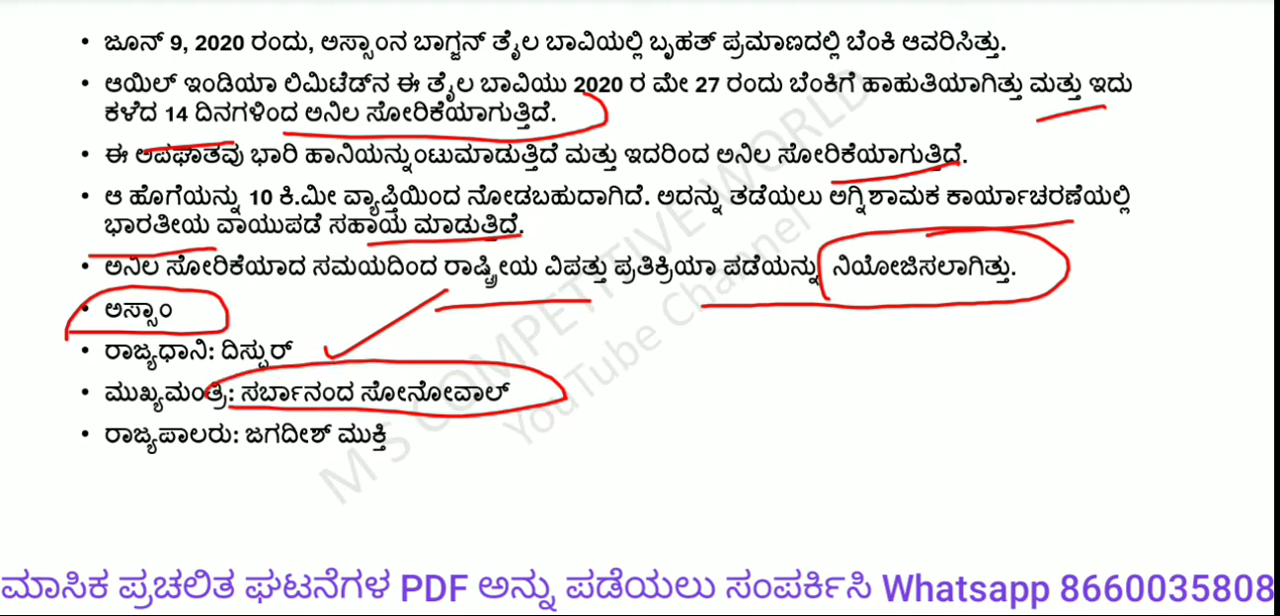 • ಜೂನ್ 9, 2020 ರಂದು, ಅಸ್ಸಾಂನ ಬಾಗ್ಜನ್ ತೈಲ ಬಾವಿಯಲ್ಲಿ ಬೃಹತ್ ಪ್ರಮಾಣದಲ್ಲಿ ಬೆಂಕಿ ಆವರಿಸಿತ್ತು.
• ಆಯಿಲ್ ಇಂಡಿಯಾ ಲಿಮಿಟೆಡ್‌ನ ಈ ತೈಲ ಬಾವಿಯು 2020 ರ ಮೇ 27 ರಂದು ಬೆಂಕಿಗೆ ಹಾಹುತಿಯಾಗಿತ್ತು ಮತ್ತು ಇದು
ಕಳೆದ 14 ದಿನಗಳಿಂದ ಅನಿಲ ಸೋರಿಕೆಯಾಗುತ್ತಿದೆ.
• ಈ ಅಪಘಾತವು ಭಾರಿ ಹಾನಿಯನ್ನುಂಟುಮಾಡುತ್ತಿದೆ ಮತ್ತು ಇದರಿಂದ ಅನಿಲ ಸೋರಿಕೆಯಾಗುತ್ತಿದೆ.
• ಆ ಹೊಗೆಯನ್ನು 10 ಕಿ.ಮೀ ವ್ಯಾಪ್ತಿಯಿಂದ ನೋಡಬಹುದಾಗಿದೆ. ಅದನ್ನು ತಡೆಯಲು ಅಗ್ನಿಶಾಮಕ ಕಾರ್ಯಾಚರಣೆಯಲ್ಲಿ
ಭಾರತೀಯ ವಾಯುಪಡೆ ಸಹಾಯ ಮಾಡುತ್ತಿದೆ.
• ಅನಿಲ ಸೋರಿಕೆಯಾದ ಸಮಯದಿಂದ ರಾಷ್ಟ್ರೀಯ ವಿಪತ್ತು ಪ್ರತಿಕ್ರಿಯಾ ಪಡೆಯನ್ನು ನಿಯೋಜಿಸಲಾಗಿತ್ತು.
• ಅಸ್ಸಾಂ
• ರಾಜ್ಯಧಾನಿ: ದಿಸ್ಪುರ್
• ಮುಖ್ಯಮಂತ್ರಿ: ಸರ್ಬಾನಂದ ಸೋನೋವಾಲ್
• ರಾಜ್ಯಪಾಲರು: ಜಗದೀಶ್ ಮುಕ್ತಿ
M S COMPETITIVE WORLD
YouTube Channel
ಮಾಸಿಕ ಪ್ರಚಲಿತ ಘಟನೆಗಳ PDF ಅನ್ನು ಪಡೆಯಲು ಸಂಪರ್ಕಿಸಿ Whatsapp 8660035808